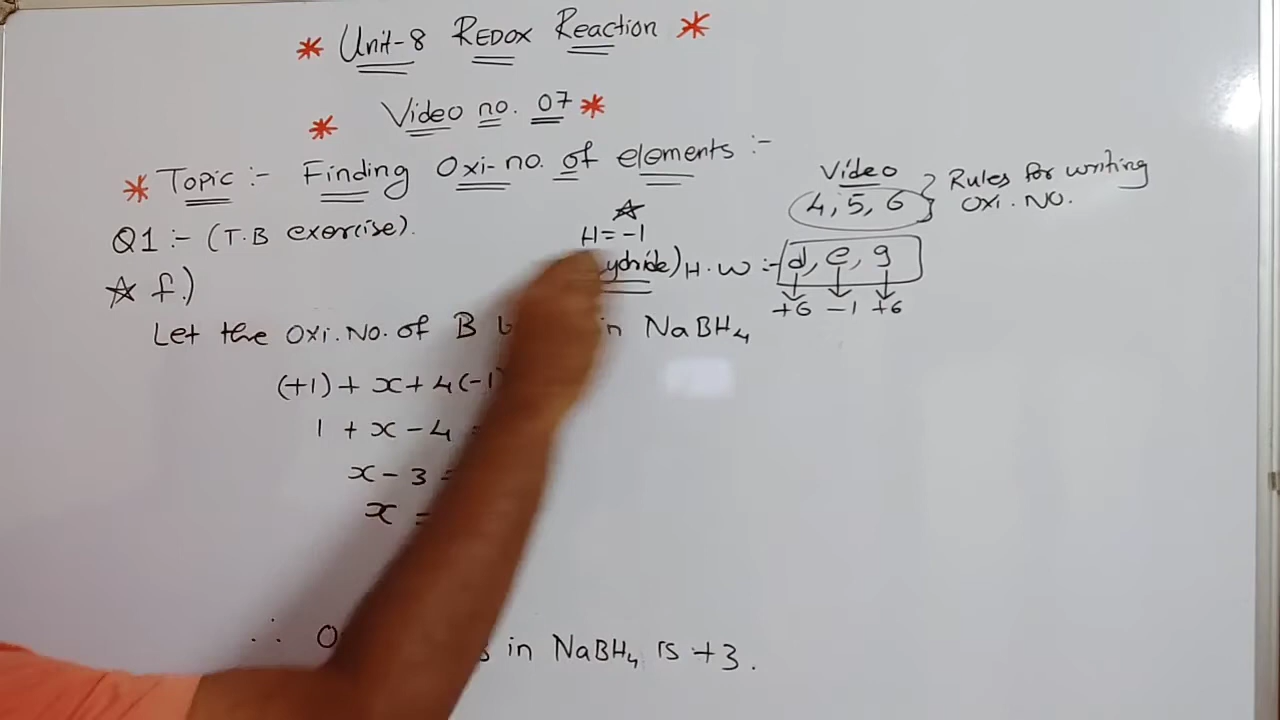 * Unit-8 REDOX Reaction *
* Video no. 07 *
* Topic :- Finding Oxi-no. of elements :-
Video
4, 5, 6 } Rules for writing
Oxi. NO.
Q1 :- (T.B exercise).
☆
H = -1
ydride)
H.W :- d, e, g
+6 -1 +6
☆ f.)
Let the Oxi. No. of B in NaBH₄
(+1) + x + 4(-1)
1 + x - 4 =
x - 3 =
x =
∴ O in NaBH₄ is +3.